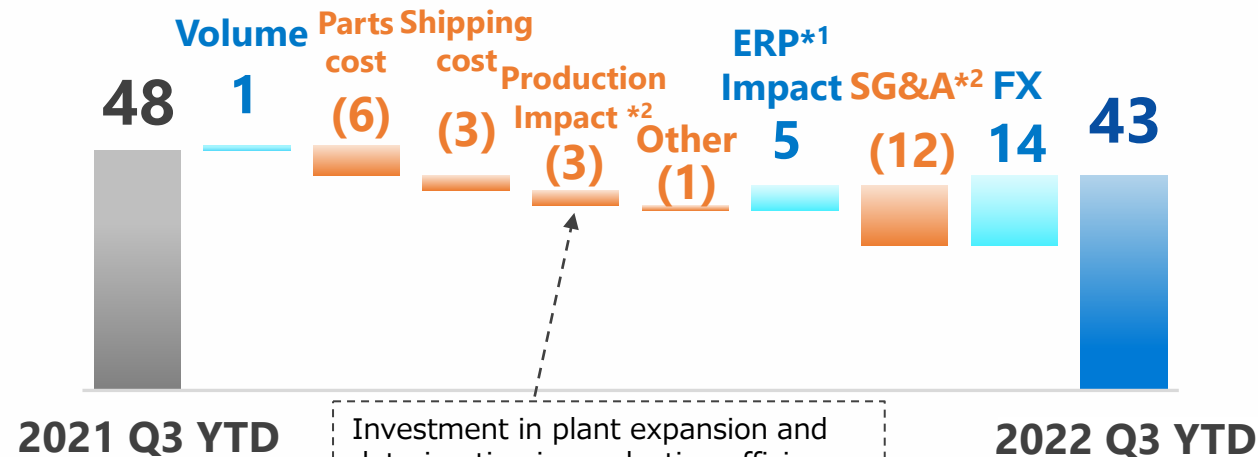 48
Volume
1
Parts
cost
(6)
Shipping
cost
(3)
Production
Impact *2
(3)
Other
(1)
ERP*1
Impact
5
SG&A*2
(12)
FX
14
43
2021 Q3 YTD
Investment in plant expansion and
2022 Q3 YTD